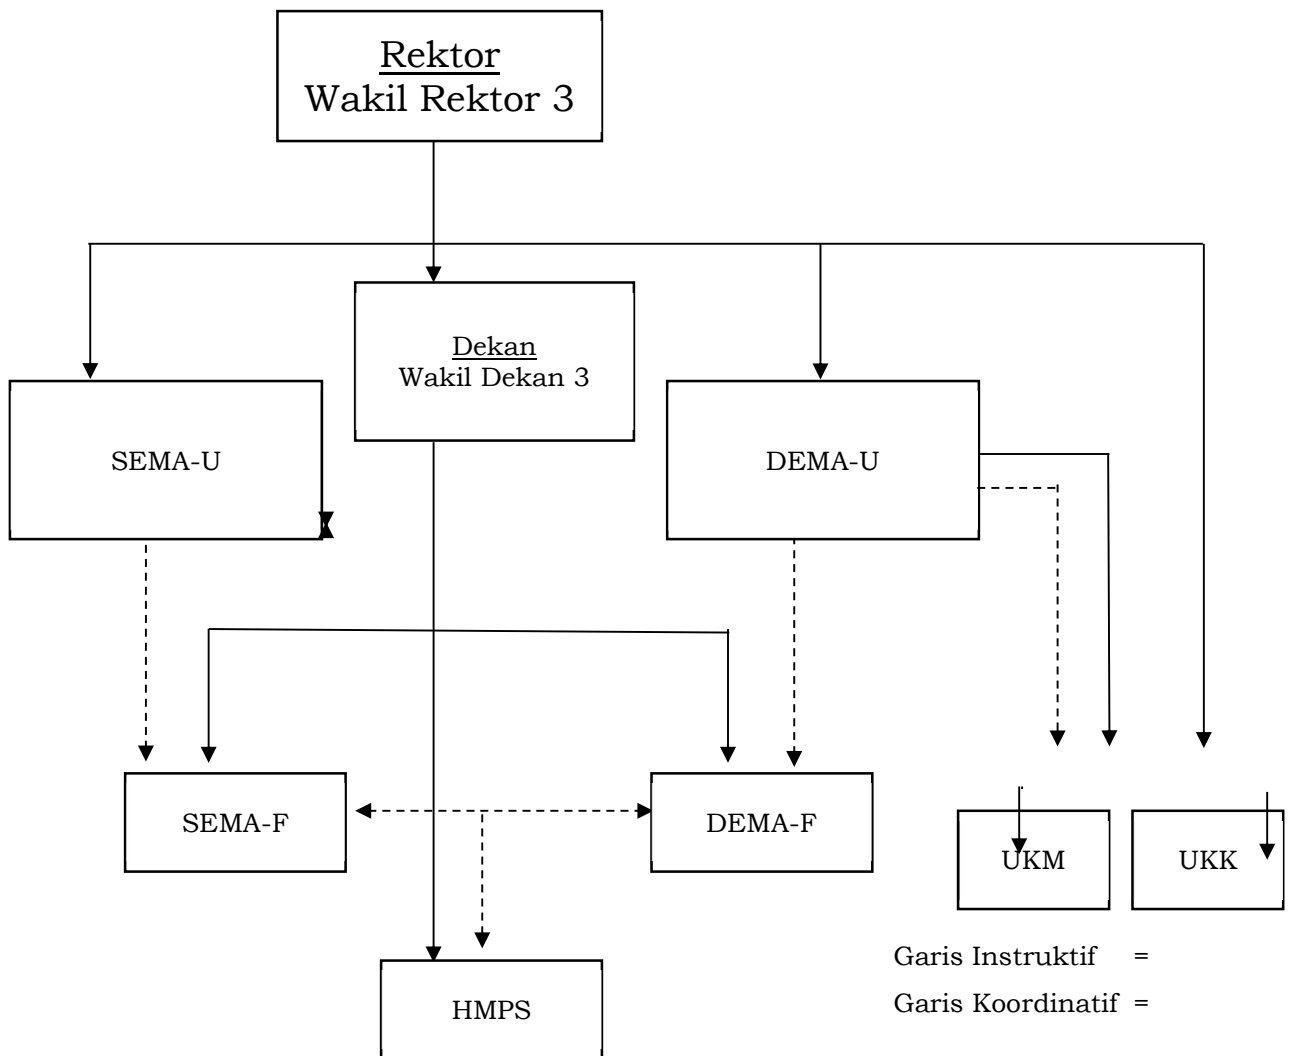 Rektor
Wakil Rektor 3
Dekan
Wakil Dekan 3
SEMA-U
DEMA-U
SEMA-F
DEMA-F
UKM
UKK
Garis Instruktif =
Garis Koordinatif =
HMPS